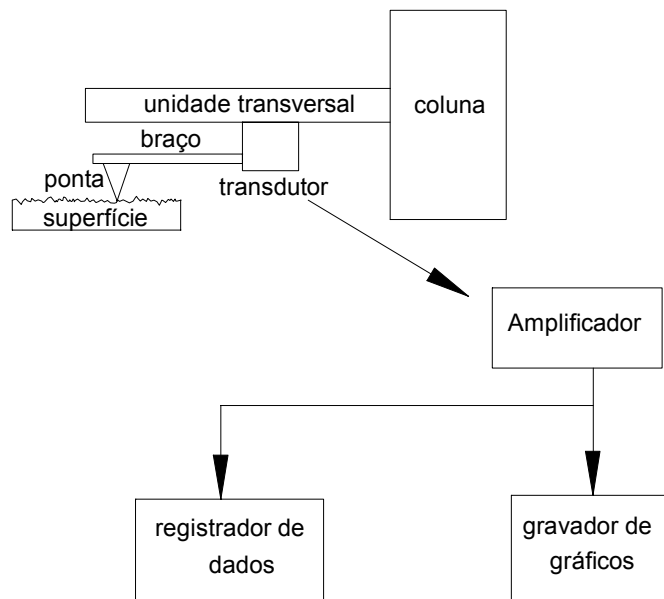 unidade transversal
coluna
braço
ponta
transdutor
superfície
Amplificador
registrador de
dados
gravador de
gráficos